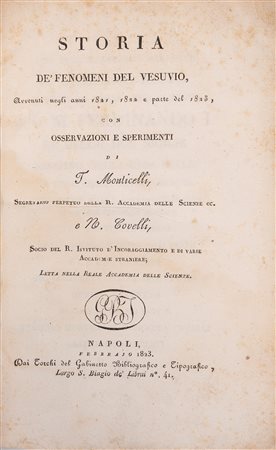 STORIA
DE' FENOMENI DEL VESUVIO,
Avvenuti negli anni 1821, 1822 e parte del 1823,
CON
OSSERVAZIONI E SPERIMENTI
DI
T. Monticelli,
SEGRETARIO PERPETUO DELLA R. ACCADEMIA DELLE SCIENZE ec.
e N. Covelli,
SOCIO DEL R. ISTITUTO D'INCORAGGIAMENTO E DI VARIE
ACCADEMIE STRANIERE;
LETTA NELLA REALE ACCADEMIA DELLE SCIENZE.
GBT
NAPOLI,
FEBBRAIO 1823.
Dai Torchi del Gabinetto Bibliografico e Tipografico,
Largo S. Biagio de' Librai n°. 41.